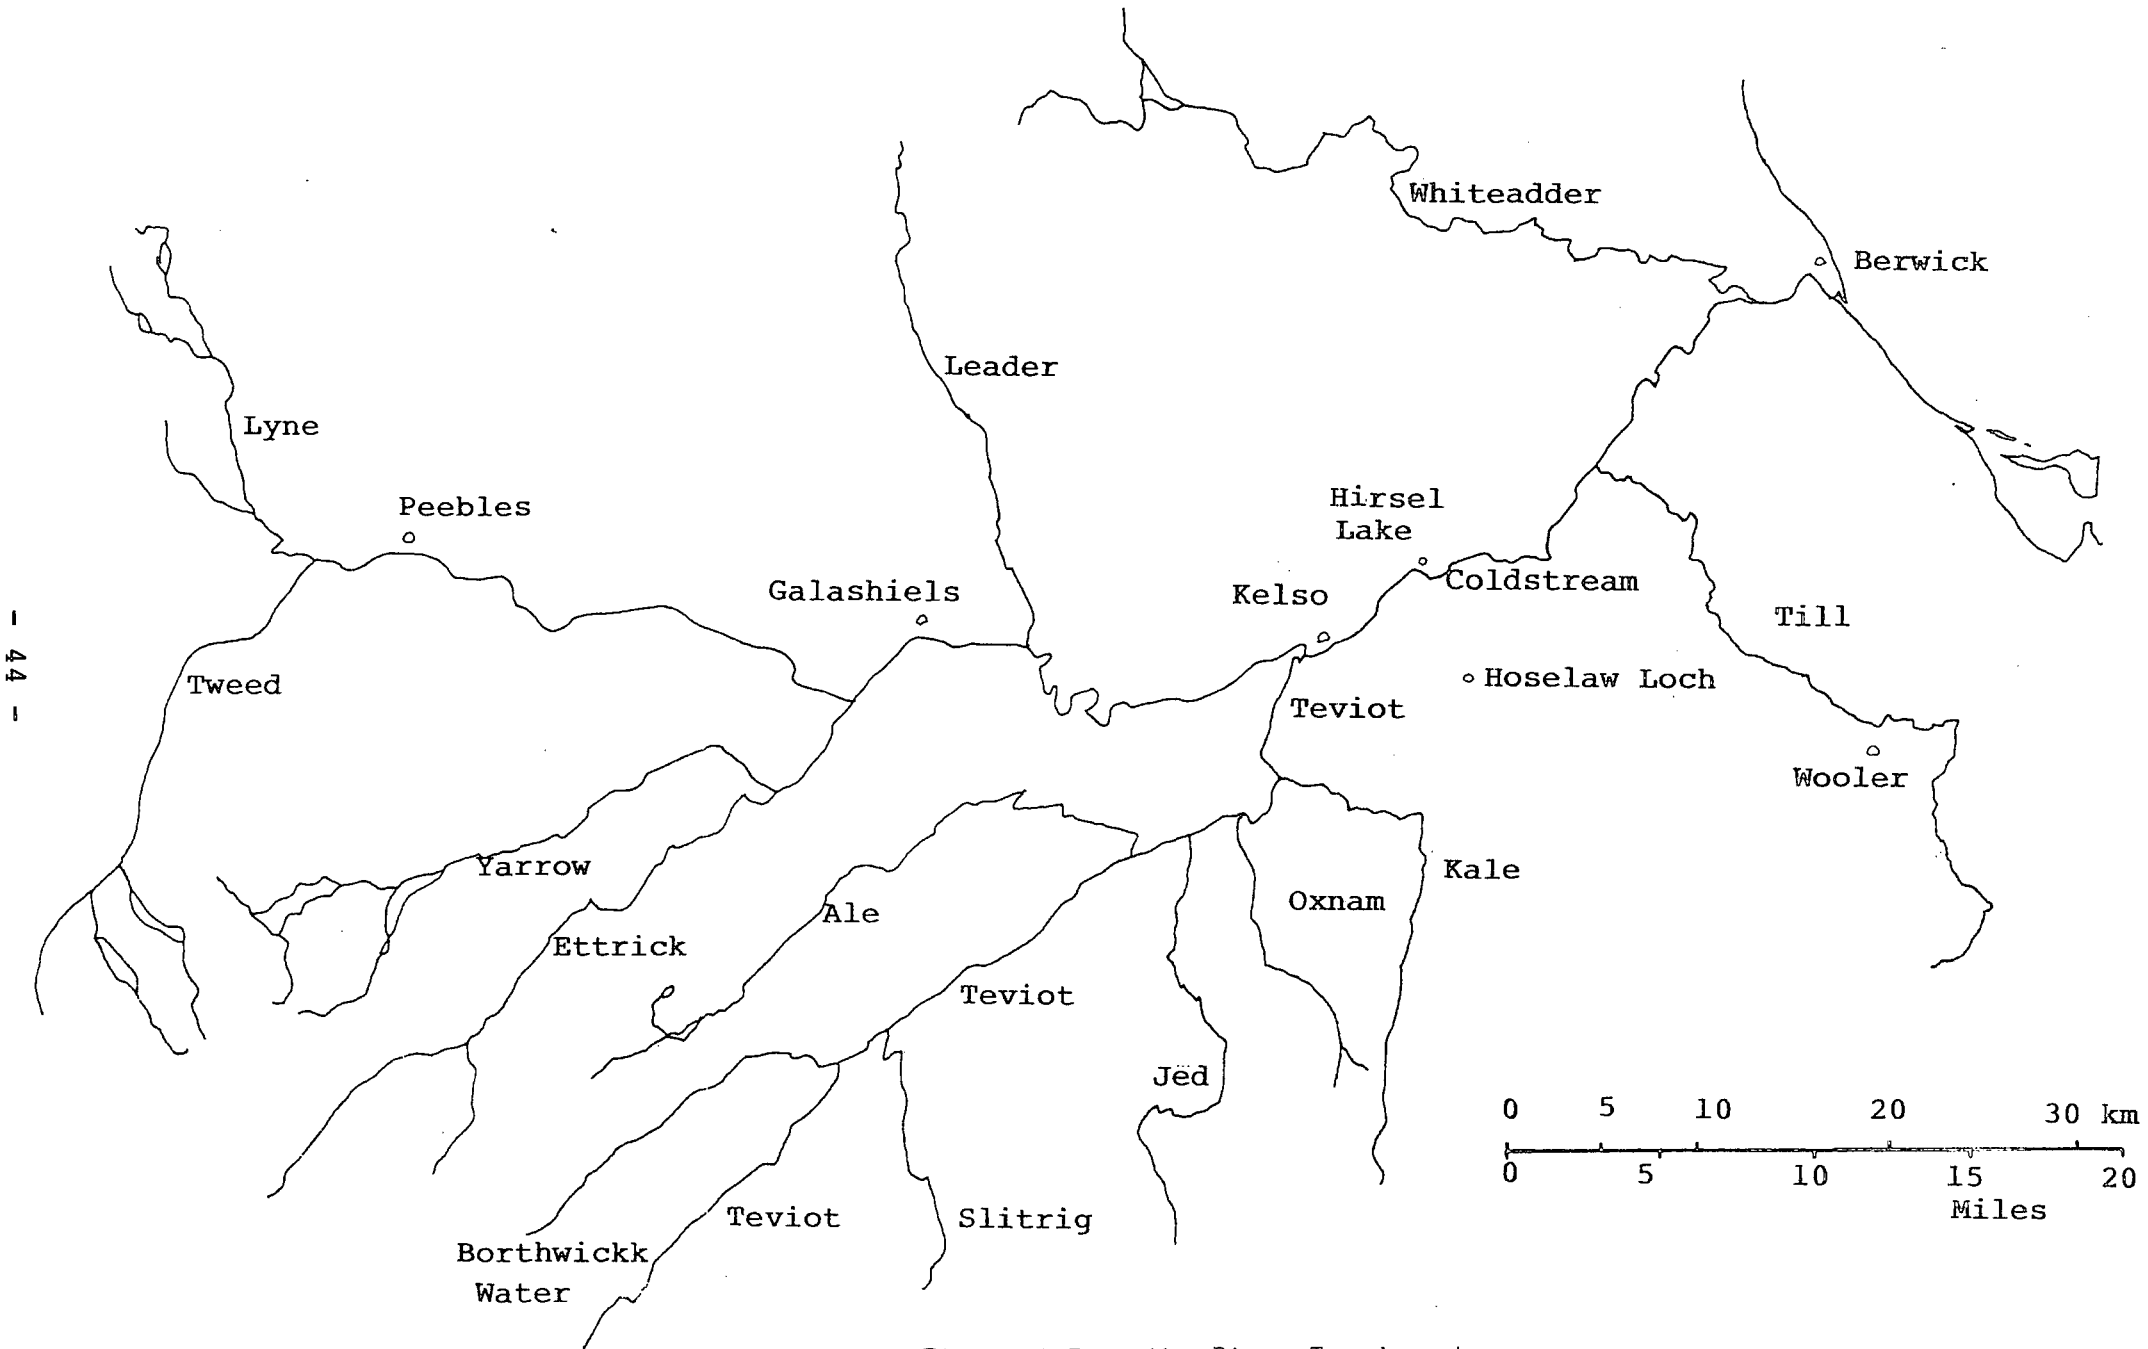 Whiteadder
Berwick
Leader
Lyne
Peebles
Hirsel
Lake
Galashiels
Kelso
Coldstream
Till
Tweed
Hoselaw Loch
Teviot
Wooler
Yarrow
Kale
Oxnam
Ale
Ettrick
Teviot
Jed
0 5 10 20 30 km
0 5 10 15 20
Miles
Teviot
Slitrig
Borthwickk
Water
- 44 -